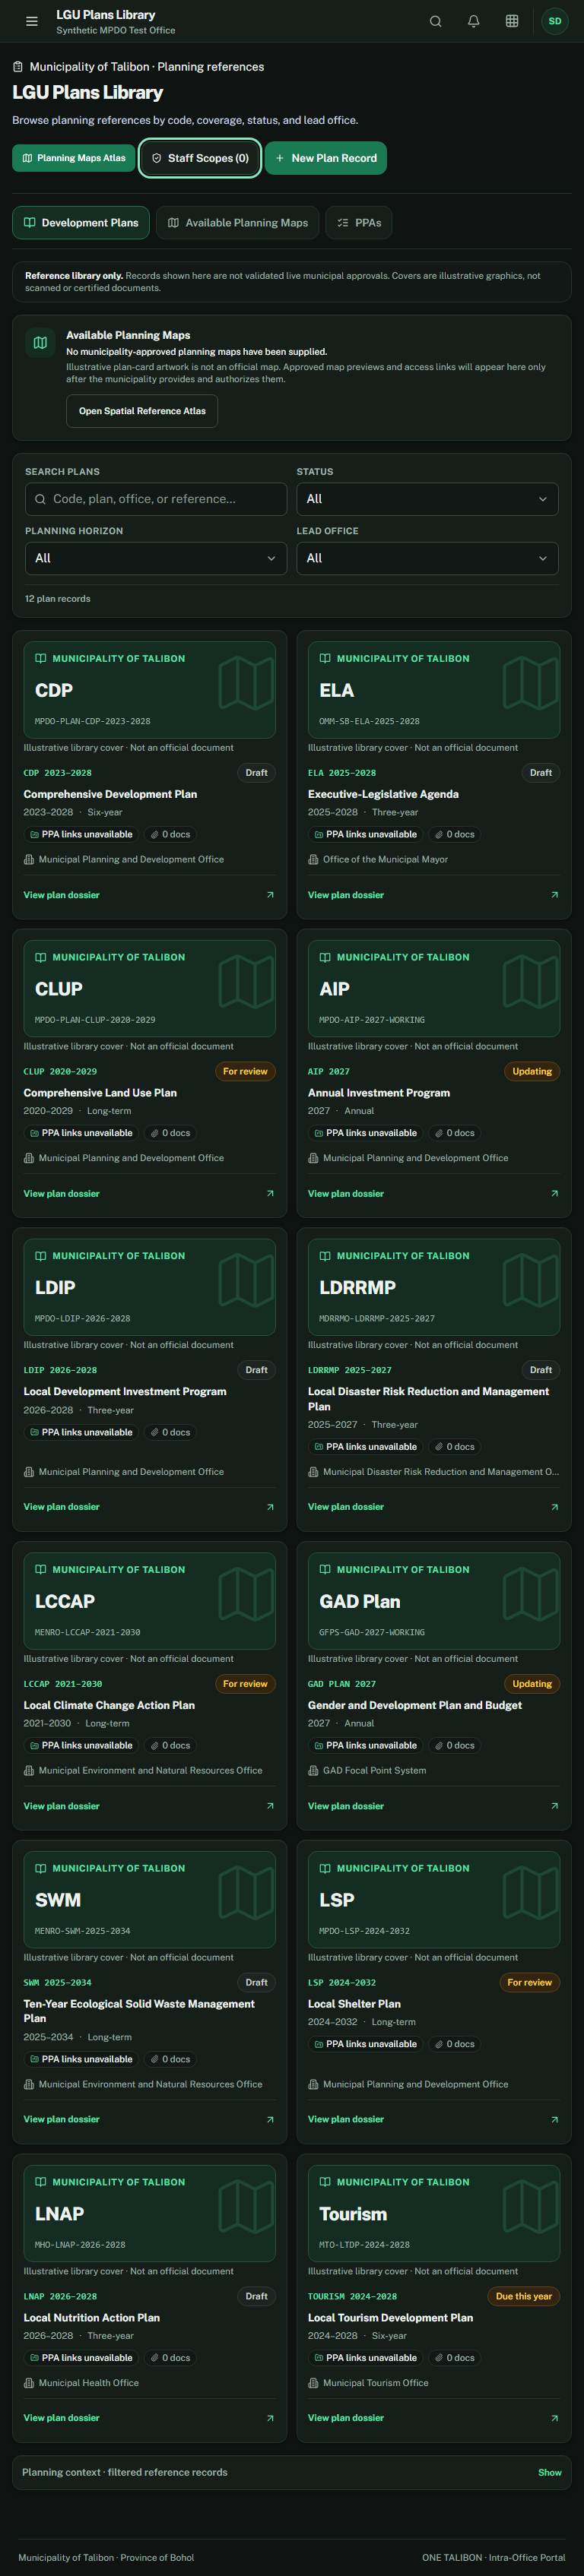 LGU Plans Library
Synthetic MPDO Test Office
SD
Municipality of Talibon · Planning references
LGU Plans Library
Browse planning references by code, coverage, status, and lead office.
Planning Maps Atlas
Staff Scopes (0)
New Plan Record
Development Plans
Available Planning Maps
PPAs
Reference library only. Records shown here are not validated live municipal approvals. Covers are illustrative graphics, not
scanned or certified documents.
Available Planning Maps
No municipality-approved planning maps have been supplied.
Illustrative plan-card artwork is not an official map. Approved map previews and access links will appear here only
after the municipality provides and authorizes them.
Open Spatial Reference Atlas
SEARCH PLANS
Code, plan, office, or reference...
STATUS
All
PLANNING HORIZON
All
LEAD OFFICE
All
12 plan records
MUNICIPALITY OF TALIBON
CDP
MPDO-PLAN-CDP-2023-2028
Illustrative library cover · Not an official document
CDP 2023–2028
Draft
Comprehensive Development Plan
2023–2028 · Six-year
PPA links unavailable
0 docs
Municipal Planning and Development Office
View plan dossier
MUNICIPALITY OF TALIBON
ELA
OMM-SB-ELA-2025-2028
Illustrative library cover · Not an official document
ELA 2025–2028
Draft
Executive-Legislative Agenda
2025–2028 · Three-year
PPA links unavailable
0 docs
Office of the Municipal Mayor
View plan dossier
MUNICIPALITY OF TALIBON
CLUP
MPDO-PLAN-CLUP-2020-2029
Illustrative library cover · Not an official document
CLUP 2020–2029
For review
Comprehensive Land Use Plan
2020–2029 · Long-term
PPA links unavailable
0 docs
Municipal Planning and Development Office
View plan dossier
MUNICIPALITY OF TALIBON
AIP
MPDO-AIP-2027-WORKING
Illustrative library cover · Not an official document
AIP 2027
Updating
Annual Investment Program
2027 · Annual
PPA links unavailable
0 docs
Municipal Planning and Development Office
View plan dossier
MUNICIPALITY OF TALIBON
LDIP
MPDO-LDIP-2026-2028
Illustrative library cover · Not an official document
LDIP 2026–2028
Draft
Local Development Investment Program
2026–2028 · Three-year
PPA links unavailable
0 docs
Municipal Planning and Development Office
View plan dossier
MUNICIPALITY OF TALIBON
LDRRMP
MDRRMO-LDRRMP-2025-2027
Illustrative library cover · Not an official document
LDRRMP 2025–2027
Draft
Local Disaster Risk Reduction and Management
Plan
2025–2027 · Three-year
PPA links unavailable
0 docs
Municipal Disaster Risk Reduction and Management O...
View plan dossier
MUNICIPALITY OF TALIBON
LCCAP
MENRO-LCCAP-2021-2030
Illustrative library cover · Not an official document
LCCAP 2021–2030
For review
Local Climate Change Action Plan
2021–2030 · Long-term
PPA links unavailable
0 docs
Municipal Environment and Natural Resources Office
View plan dossier
MUNICIPALITY OF TALIBON
GAD Plan
GFPS-GAD-2027-WORKING
Illustrative library cover · Not an official document
GAD PLAN 2027
Updating
Gender and Development Plan and Budget
2027 · Annual
PPA links unavailable
0 docs
GAD Focal Point System
View plan dossier
MUNICIPALITY OF TALIBON
SWM
MENRO-SWM-2025-2034
Illustrative library cover · Not an official document
SWM 2025–2034
Draft
Ten-Year Ecological Solid Waste Management
Plan
2025–2034 · Long-term
PPA links unavailable
0 docs
Municipal Environment and Natural Resources Office
View plan dossier
MUNICIPALITY OF TALIBON
LSP
MPDO-LSP-2024-2032
Illustrative library cover · Not an official document
LSP 2024–2032
For review
Local Shelter Plan
2024–2032 · Long-term
PPA links unavailable
0 docs
Municipal Planning and Development Office
View plan dossier
MUNICIPALITY OF TALIBON
LNAP
MHO-LNAP-2026-2028
Illustrative library cover · Not an official document
LNAP 2026–2028
Draft
Local Nutrition Action Plan
2026–2028 · Three-year
PPA links unavailable
0 docs
Municipal Health Office
View plan dossier
MUNICIPALITY OF TALIBON
Tourism
MTO-LTDP-2024-2028
Illustrative library cover · Not an official document
TOURISM 2024–2028
Due this year
Local Tourism Development Plan
2024–2028 · Six-year
PPA links unavailable
0 docs
Municipal Tourism Office
View plan dossier
Planning context · filtered reference records
Show
Municipality of Talibon · Province of Bohol
ONE TALIBON · Intra-Office Portal